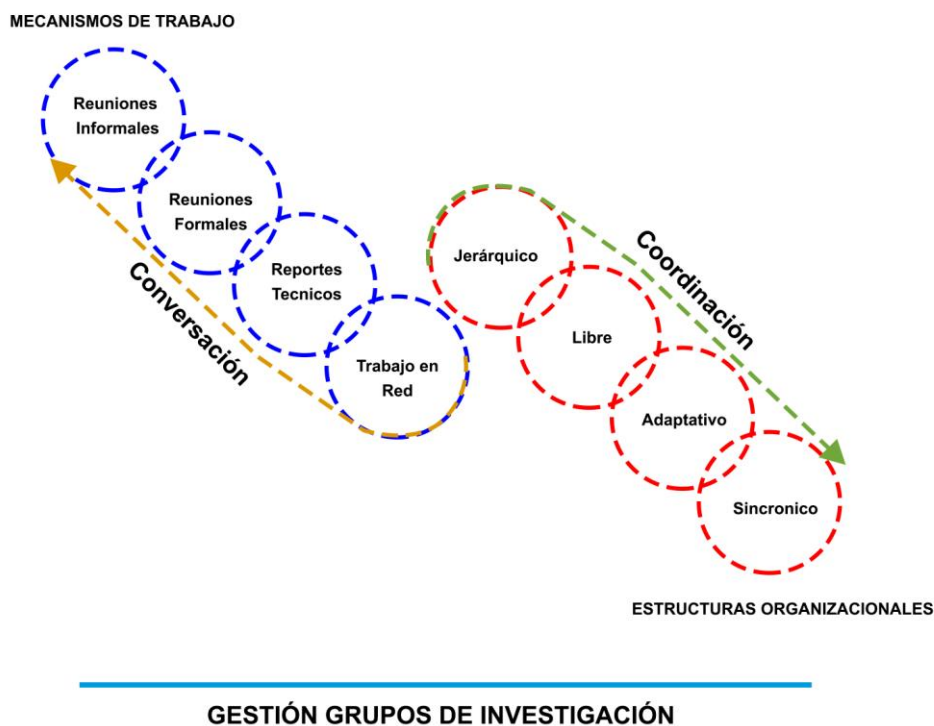 MECANISMOS DE TRABAJO
Reuniones
Informales
Reuniones
Formales
Reportes
Tecnicos
Trabajo en
Red
Conversación
Jerárquico
Libre
Adaptativo
Sincronico
Coordinación
ESTRUCTURAS ORGANIZACIONALES
GESTIÓN GRUPOS DE INVESTIGACIÓN